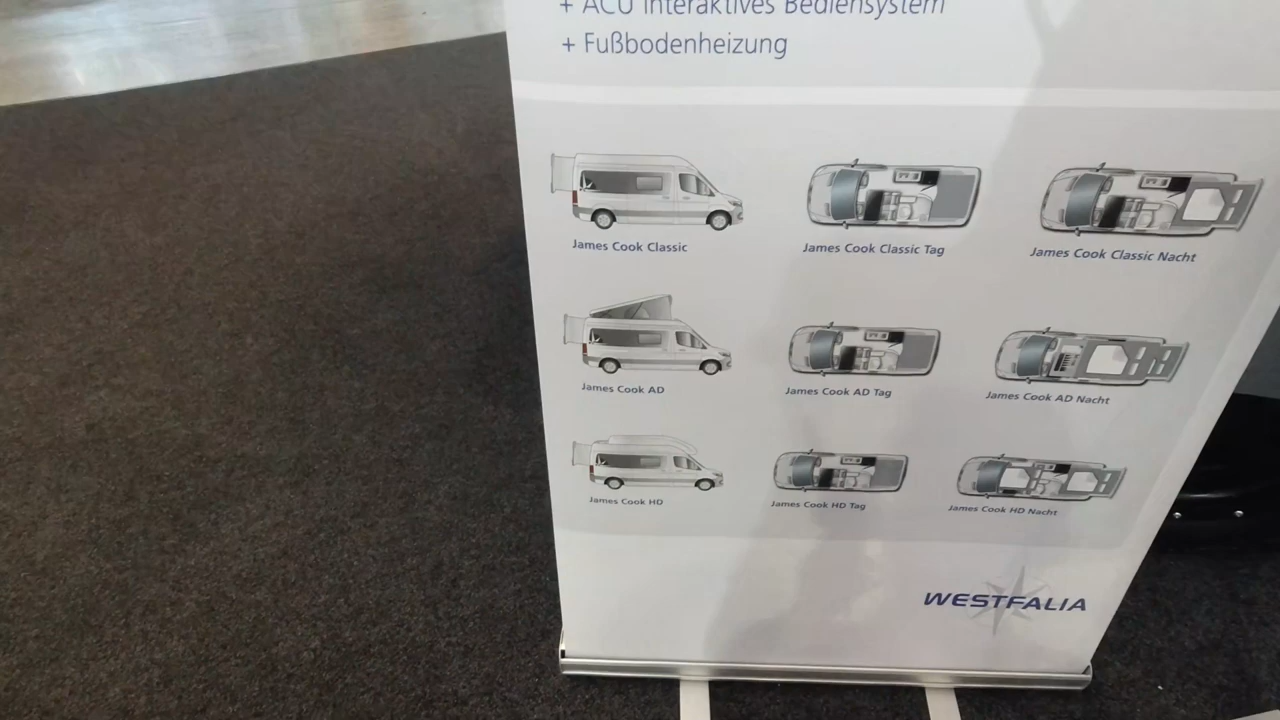 + ACU Interaktives Bediensystem
+ Fußbodenheizung
James Cook Classic
James Cook Classic Tag
James Cook Classic Nacht
James Cook AD
James Cook AD Tag
James Cook AD Nacht
James Cook HD
James Cook HD Tag
James Cook HD Nacht
WESTFALIA